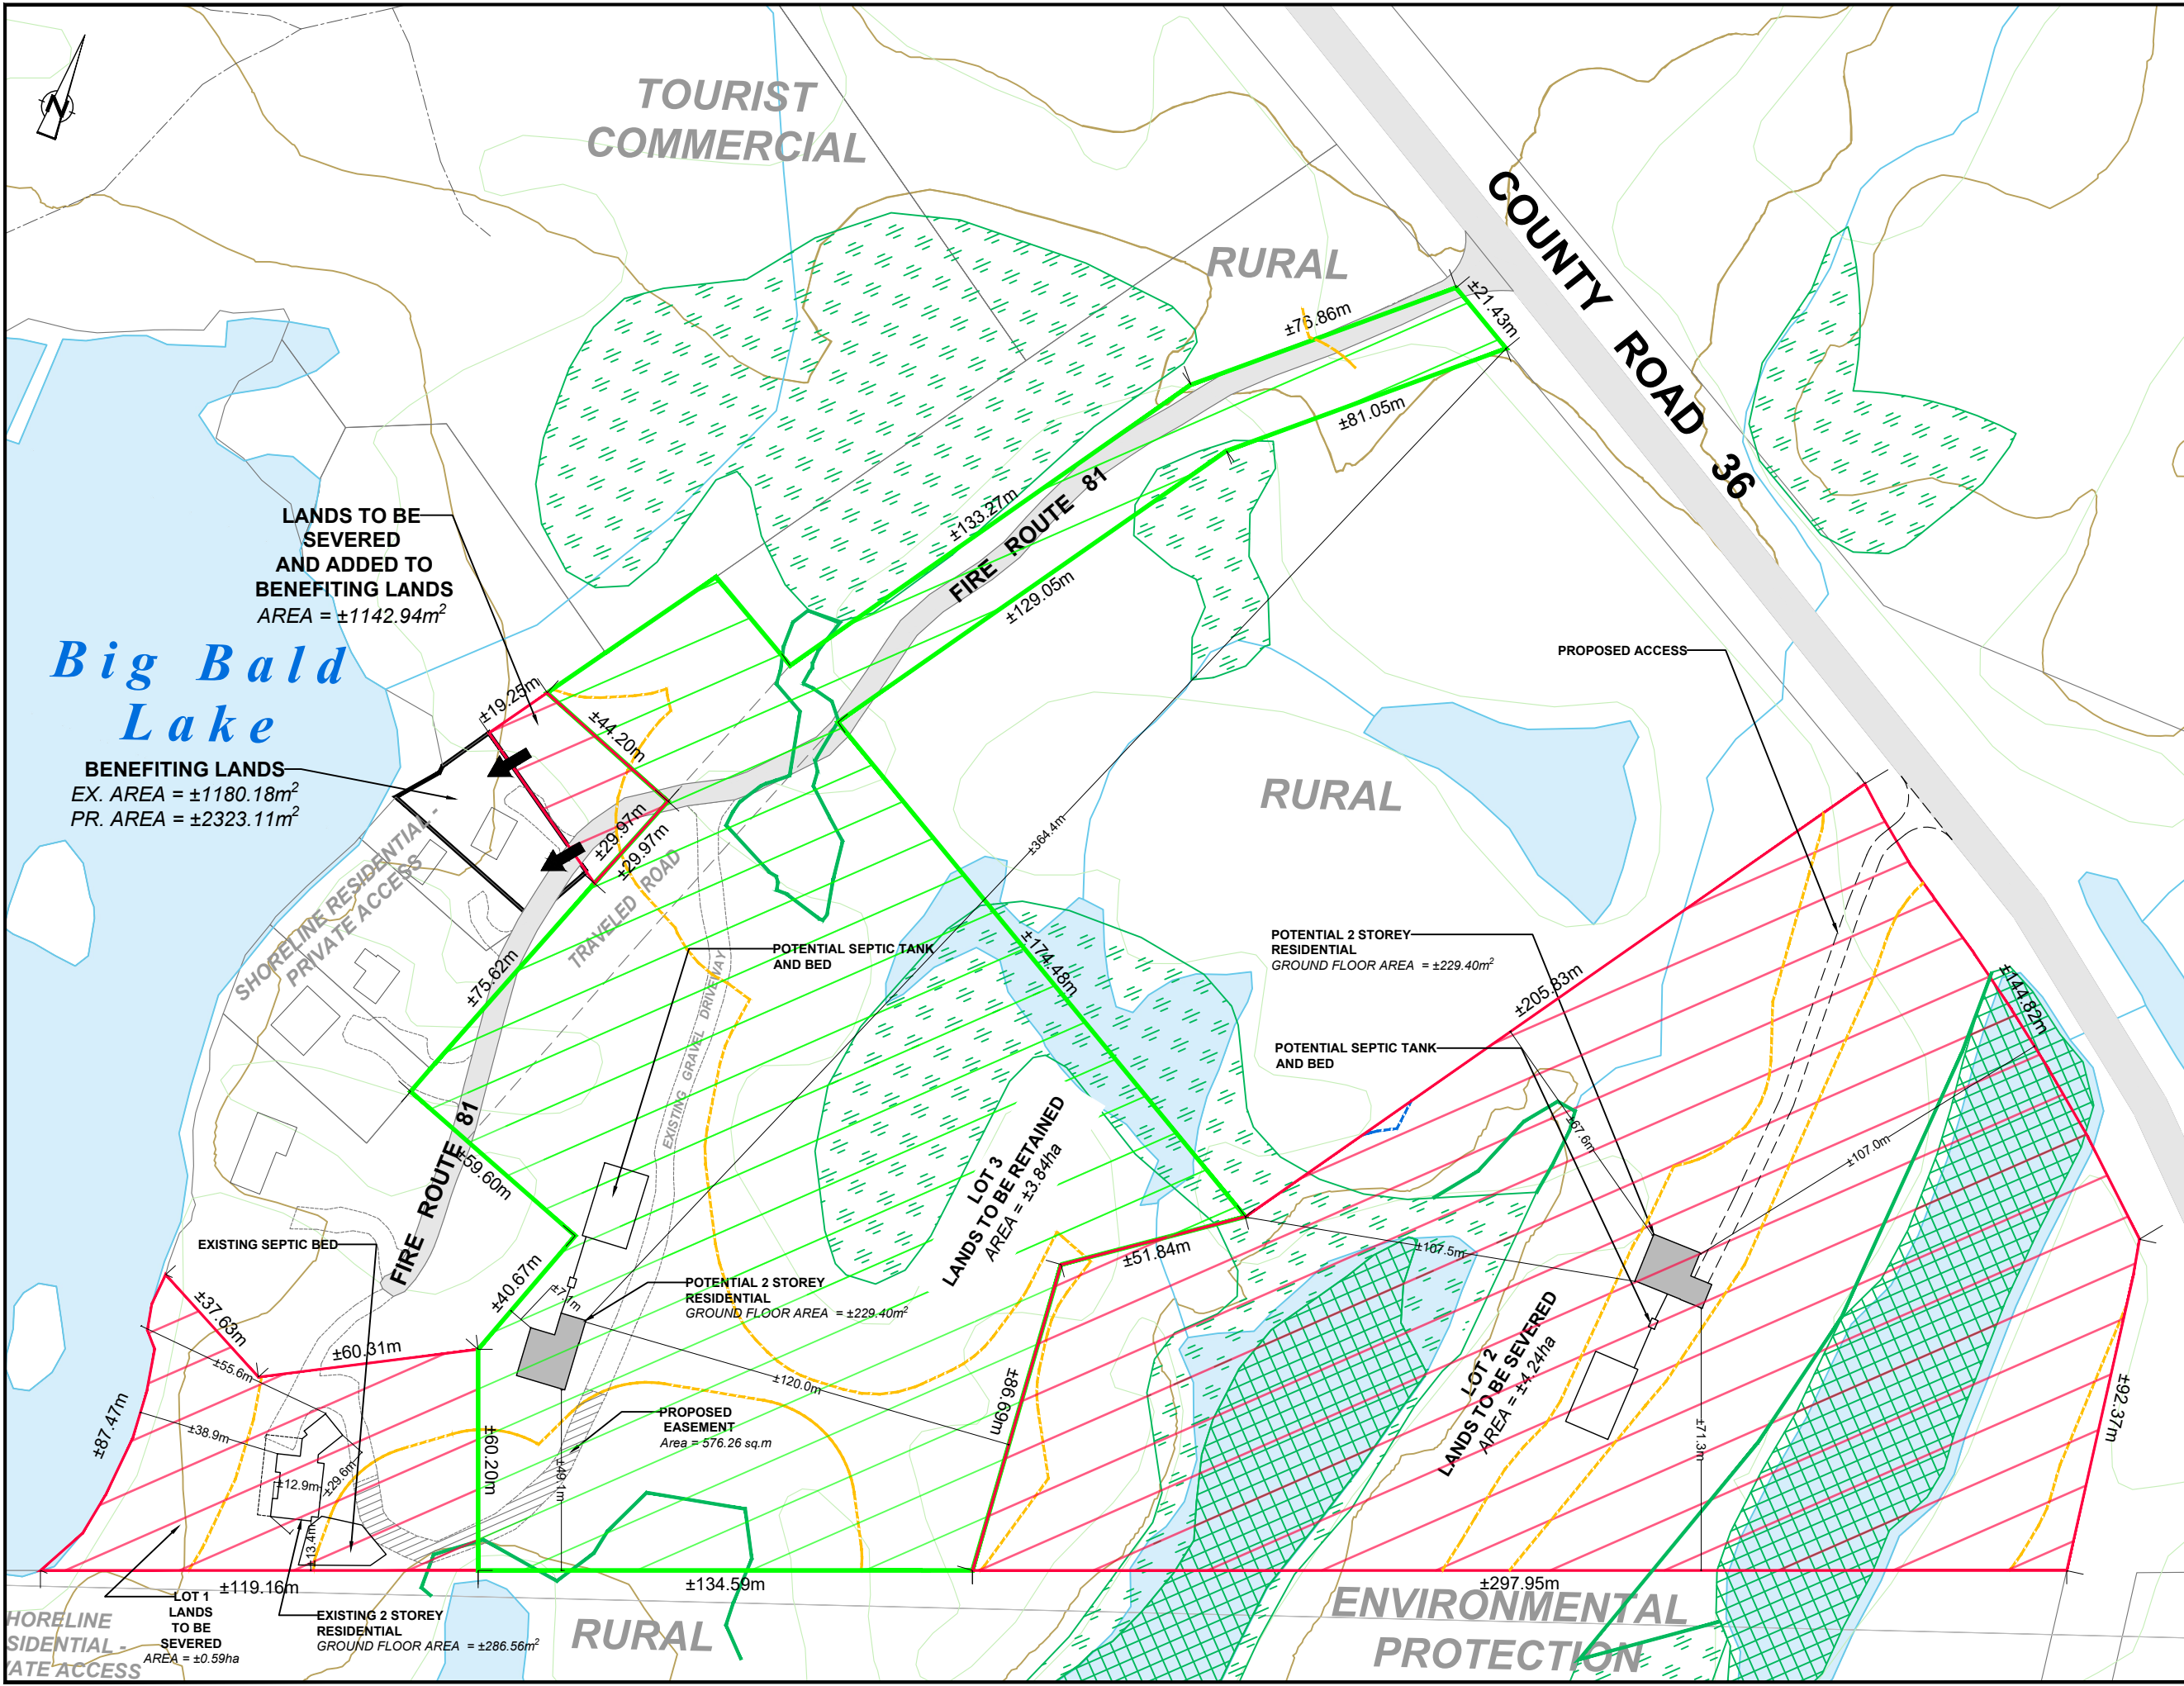 N
TOURIST
COMMERCIAL
RURAL
COUNTY ROAD 36
±21.43m
±76.86m
±81.05m
±133.27m
FIRE ROUTE 81
±129.05m
LANDS TO BE
SEVERED
AND ADDED TO
BENEFITING LANDS
AREA = ±1142.94m²
Big Bald
Lake
BENEFITING LANDS
EX. AREA = ±1180.18m²
PR. AREA = ±2323.11m²
±19.25m
±44.20m
±29.97m
±29.97m
TRAVELED ROAD
SHORELINE RESIDENTIAL -
PRIVATE ACCESS
±75.62m
±364.4m
RURAL
PROPOSED ACCESS
POTENTIAL SEPTIC TANK
AND BED
EXISTING GRAVEL DRIVEWAY
±174.48m
POTENTIAL 2 STOREY
RESIDENTIAL
GROUND FLOOR AREA = ±229.40m²
±205.83m
±144.82m
POTENTIAL SEPTIC TANK
AND BED
±67.6m
±107.0m
FIRE ROUTE 81
±59.60m
LOT 3
LANDS TO BE RETAINED
AREA = ±3.84ha
±51.84m
±107.5m
EXISTING SEPTIC BED
±40.67m
±7.1m
POTENTIAL 2 STOREY
RESIDENTIAL
GROUND FLOOR AREA = ±229.40m²
±37.63m
±60.31m
±55.6m
±120.0m
±86.69m
LOT 2
LANDS TO BE SEVERED
AREA = ±4.24ha
±92.37m
±71.3m
±87.47m
±38.9m
±12.9m
±29.6m
±13.4m
±60.20m
±49.1m
PROPOSED
EASEMENT
Area = 576.26 sq.m
±119.16m
±134.59m
±297.95m
LOT 1
LANDS
TO BE
SEVERED
AREA = ±0.59ha
EXISTING 2 STOREY
RESIDENTIAL
GROUND FLOOR AREA = ±286.56m²
RURAL
ENVIRONMENTAL
PROTECTION
HORELINE
SIDENTIAL -
VATE ACCESS